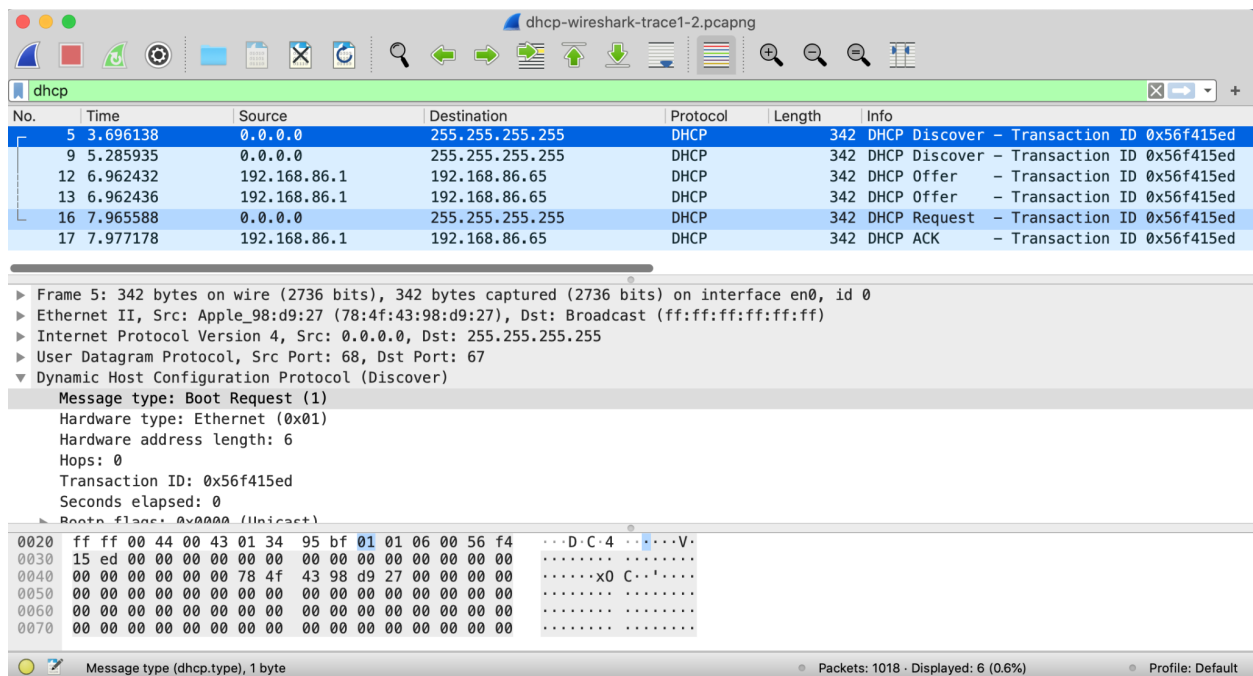 dhcp-wireshark-trace1-2.pcapng
dhcp
No. Time Source Destination Protocol Length Info
5 3.696138 0.0.0.0 255.255.255.255 DHCP 342 DHCP Discover – Transaction ID 0x56f415ed
9 5.285935 0.0.0.0 255.255.255.255 DHCP 342 DHCP Discover – Transaction ID 0x56f415ed
12 6.962432 192.168.86.1 192.168.86.65 DHCP 342 DHCP Offer – Transaction ID 0x56f415ed
13 6.962436 192.168.86.1 192.168.86.65 DHCP 342 DHCP Offer – Transaction ID 0x56f415ed
16 7.965588 0.0.0.0 255.255.255.255 DHCP 342 DHCP Request – Transaction ID 0x56f415ed
17 7.977178 192.168.86.1 192.168.86.65 DHCP 342 DHCP ACK – Transaction ID 0x56f415ed
Frame 5: 342 bytes on wire (2736 bits), 342 bytes captured (2736 bits) on interface en0, id 0
Ethernet II, Src: Apple_98:d9:27 (78:4f:43:98:d9:27), Dst: Broadcast (ff:ff:ff:ff:ff:ff)
Internet Protocol Version 4, Src: 0.0.0.0, Dst: 255.255.255.255
User Datagram Protocol, Src Port: 68, Dst Port: 67
Dynamic Host Configuration Protocol (Discover)
Message type: Boot Request (1)
Hardware type: Ethernet (0x01)
Hardware address length: 6
Hops: 0
Transaction ID: 0x56f415ed
Seconds elapsed: 0
Bootp flags: 0x0000 (Unicast)
0020 ff ff 00 44 00 43 01 34 95 bf 01 01 06 00 56 f4 ···D·C·4 ······V·
0030 15 ed 00 00 00 00 00 00 00 00 00 00 00 00 00 00 ········ ········
0040 00 00 00 00 00 00 78 4f 43 98 d9 27 00 00 00 00 ······xO C··'····
0050 00 00 00 00 00 00 00 00 00 00 00 00 00 00 00 00 ········ ········
0060 00 00 00 00 00 00 00 00 00 00 00 00 00 00 00 00 ········ ········
0070 00 00 00 00 00 00 00 00 00 00 00 00 00 00 00 00 ········ ········
Message type (dhcp.type), 1 byte Packets: 1018 · Displayed: 6 (0.6%) Profile: Default